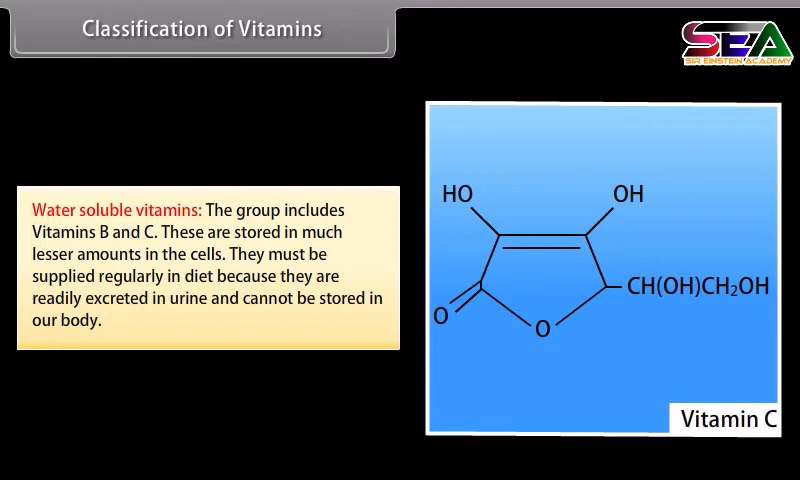 Classification of Vitamins
SEA
SIR EINSTEIN ACADEMY
Water soluble vitamins: The group includes
Vitamins B and C. These are stored in much
lesser amounts in the cells. They must be
supplied regularly in diet because they are
readily excreted in urine and cannot be stored in
our body.
HO
OH
CH(OH)CH₂OH
O
O
Vitamin C